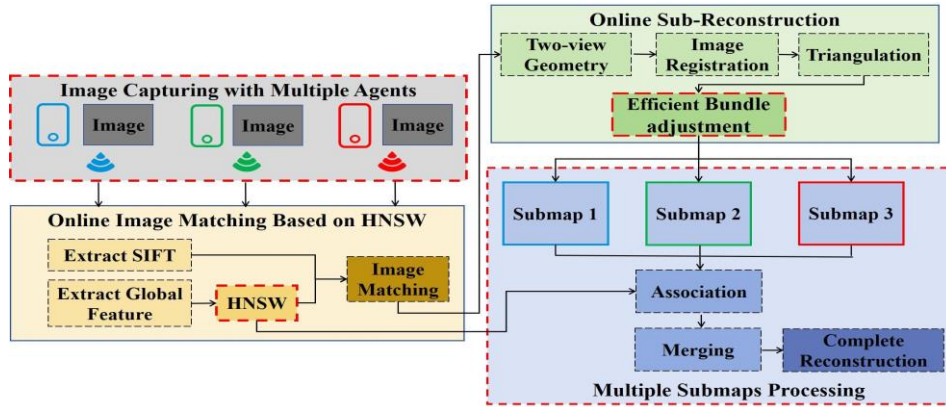 Image Capturing with Multiple Agents
Image
Image
Image
Online Image Matching Based on HNSW
Extract SIFT
Extract Global
Feature
HNSW
Image
Matching
Online Sub-Reconstruction
Two-view
Geometry
Image
Registration
Triangulation
Efficient Bundle
adjustment
Submap 1
Submap 2
Submap 3
Association
Merging
Complete
Reconstruction
Multiple Submaps Processing